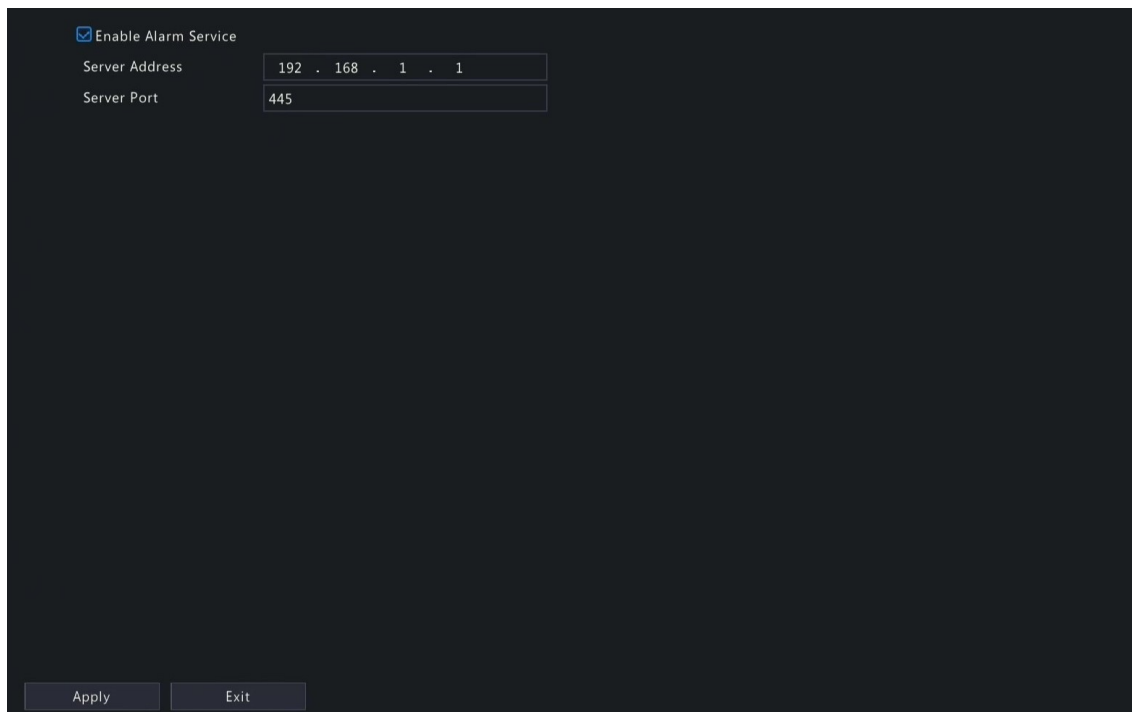 Enable Alarm Service
Server Address 192 . 168 . 1 . 1
Server Port 445
Apply Exit